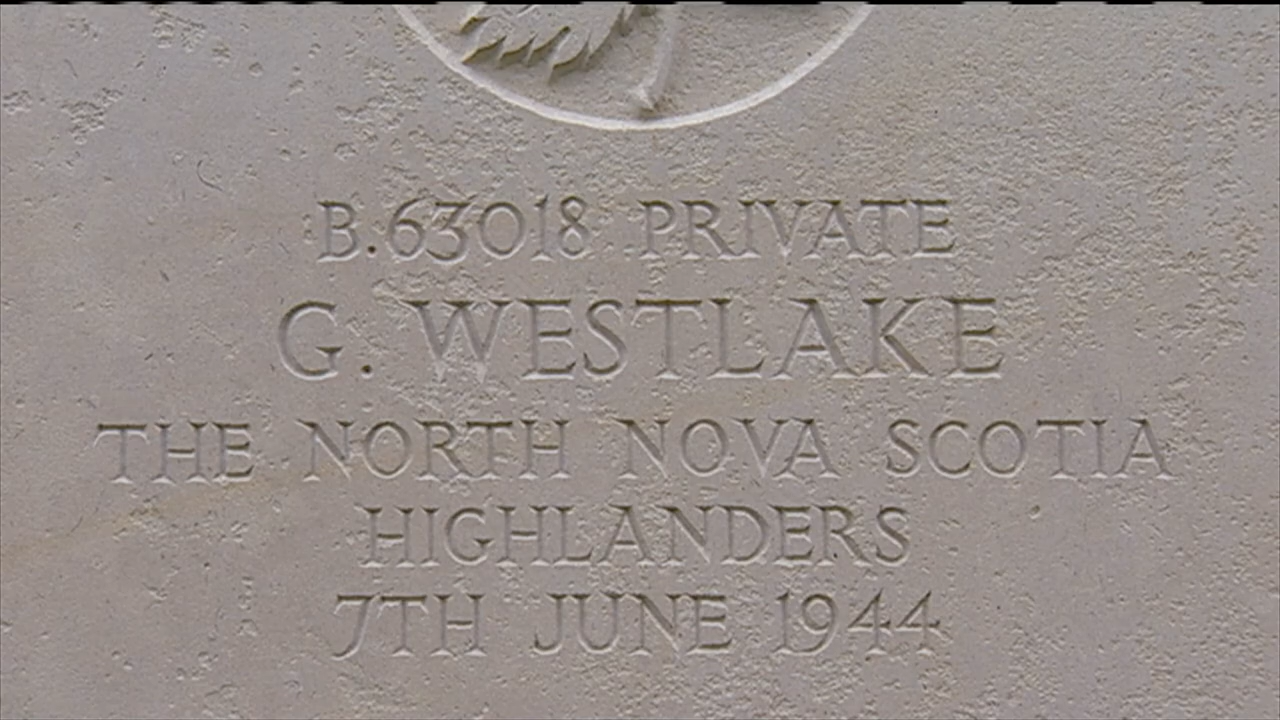 B.63018 PRIVATE
G. WESTLAKE
THE NORTH NOVA SCOTIA
HIGHLANDERS
7TH JUNE 1944